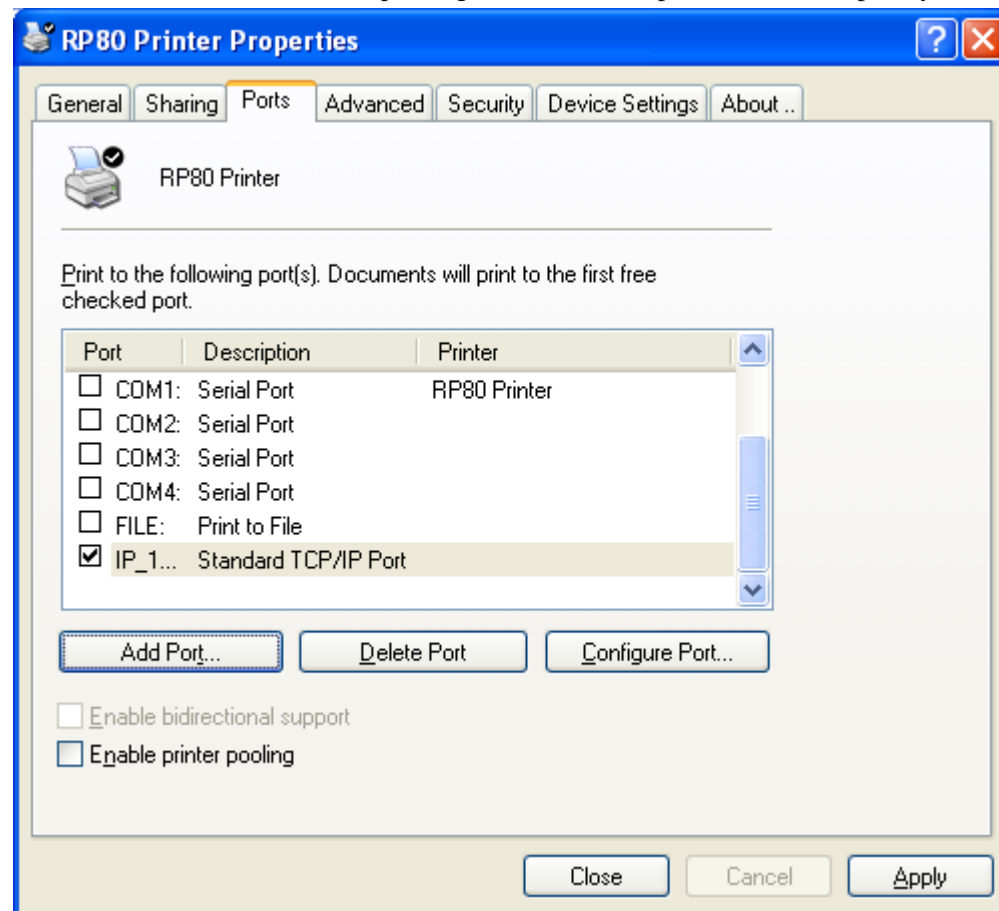 RP80 Printer Properties
General Sharing Ports Advanced Security Device Settings About ..
RP80 Printer
Print to the following port(s). Documents will print to the first free
checked port.
Port Description Printer
COM1: Serial Port RP80 Printer
COM2: Serial Port
COM3: Serial Port
COM4: Serial Port
FILE: Print to File
IP_1... Standard TCP/IP Port
Add Port... Delete Port Configure Port...
Enable bidirectional support
Enable printer pooling
Close Cancel Apply